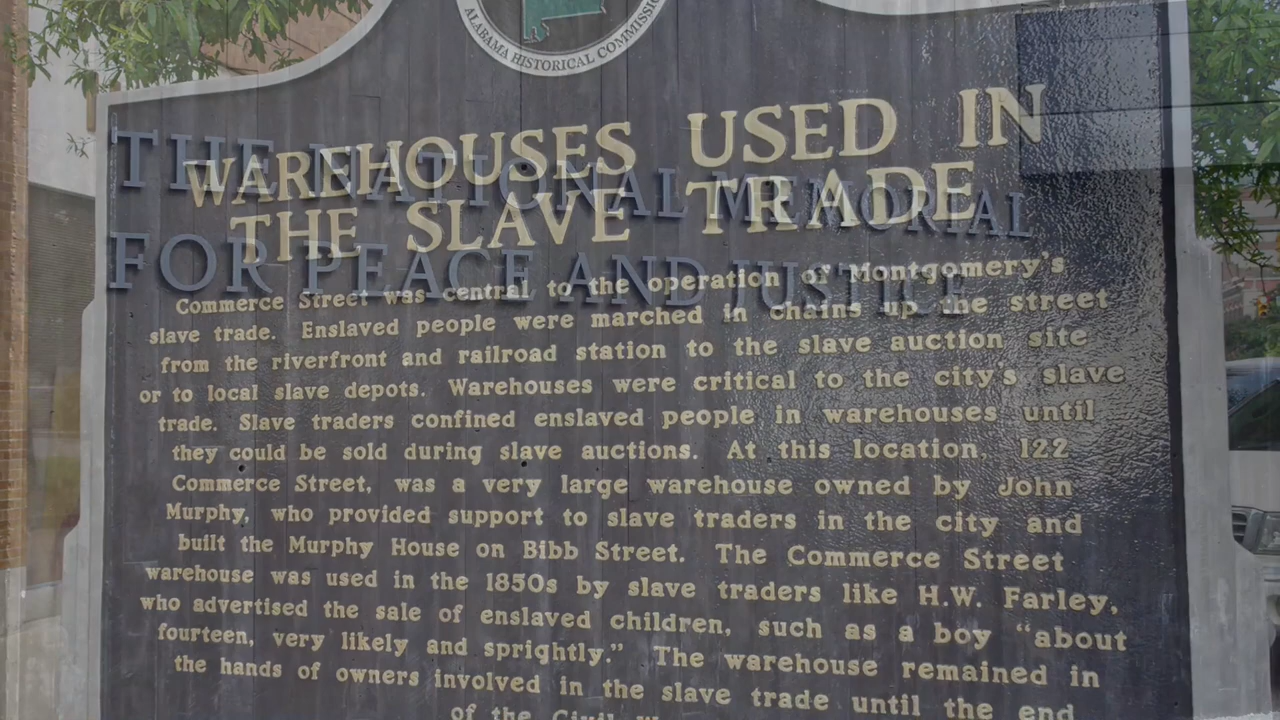 ALABAMA HISTORICAL COMMISS
WAREHOUSES USED IN
THE SLAVE TRADE
THE NATIONAL MEMORIAL
FOR PEACE AND JUSTICE
Commerce Street was central to the operation of Montgomery's
slave trade. Enslaved people were marched in chains up the street
from the riverfront and railroad station to the slave auction site
or to local slave depots. Warehouses were critical to the city's slave
trade. Slave traders confined enslaved people in warehouses until
they could be sold during slave auctions. At this location, 122
Commerce Street, was a very large warehouse owned by John
Murphy, who provided support to slave traders in the city and
built the Murphy House on Bibb Street. The Commerce Street
warehouse was used in the 1850s by slave traders like H.W. Farley,
who advertised the sale of enslaved children, such as a boy “about
fourteen, very likely and sprightly.” The warehouse remained in
the hands of owners involved in the slave trade until the end
of the Civil